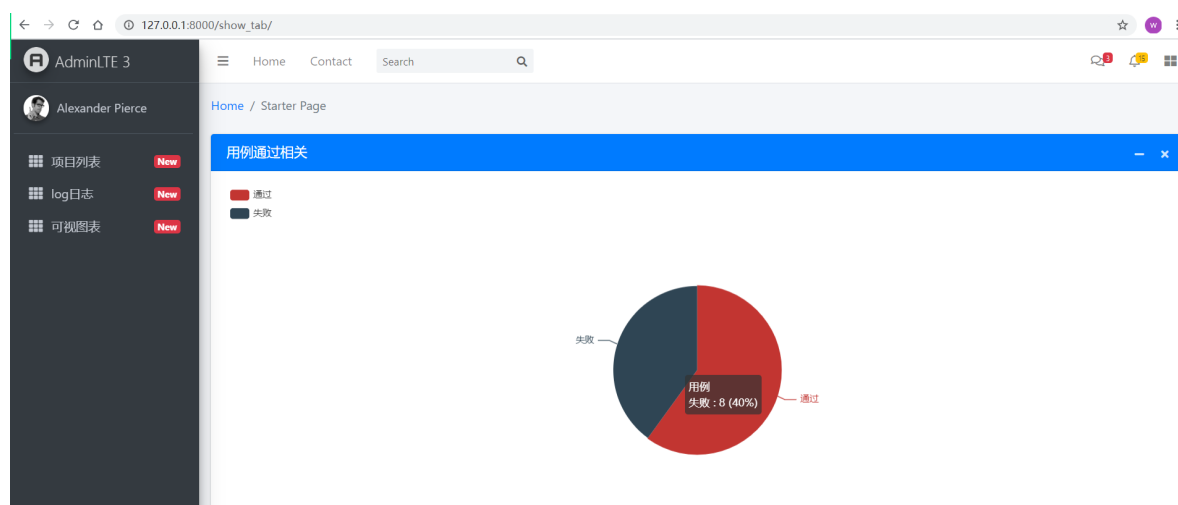 127.0.0.1:8000/show_tab/
W
AdminLTE 3
Home Contact Search
3 15
Alexander Pierce
Home / Starter Page
用例通过相关
项目列表 New
log日志 New
可视图表 New
通过
失败
失败
用例
失败 : 8 (40%)
通过